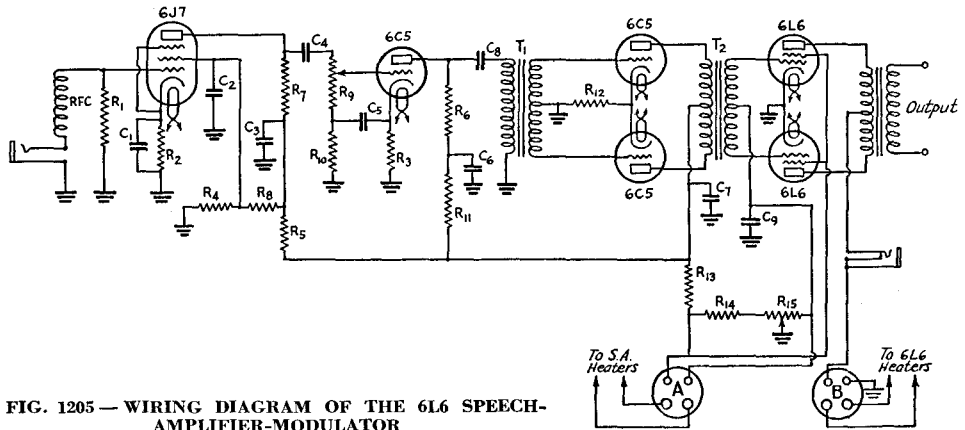 6J7
6C5
6C5
6L6
C4
C8
T1
T2
C2
RFC
R1
R7
R9
R6
R12
Output
C1
R2
C3
C5
R10
R3
C6
6C5
6L6
R4
R8
R11
C7
C9
R5
R13
R14
R15
To S.A.
Heaters
A
B
To 6L6
Heaters
FIG. 1205 — WIRING DIAGRAM OF THE 6L6 SPEECH-
AMPLIFIER-MODULATOR